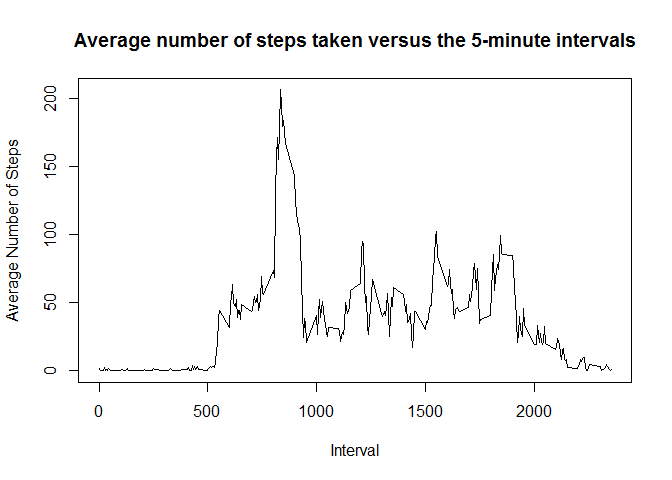 Average number of steps taken versus the 5-minute intervals
Average Number of Steps
200
150
100
50
0
0 500 1000 1500 2000
Interval